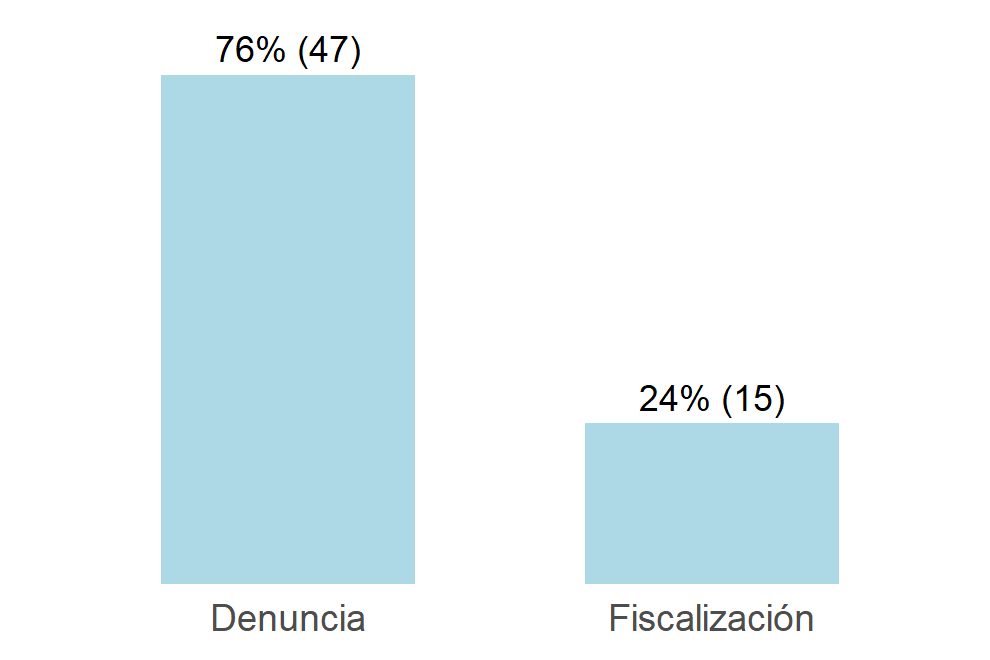 76% (47)
24% (15)
Denuncia
Fiscalización